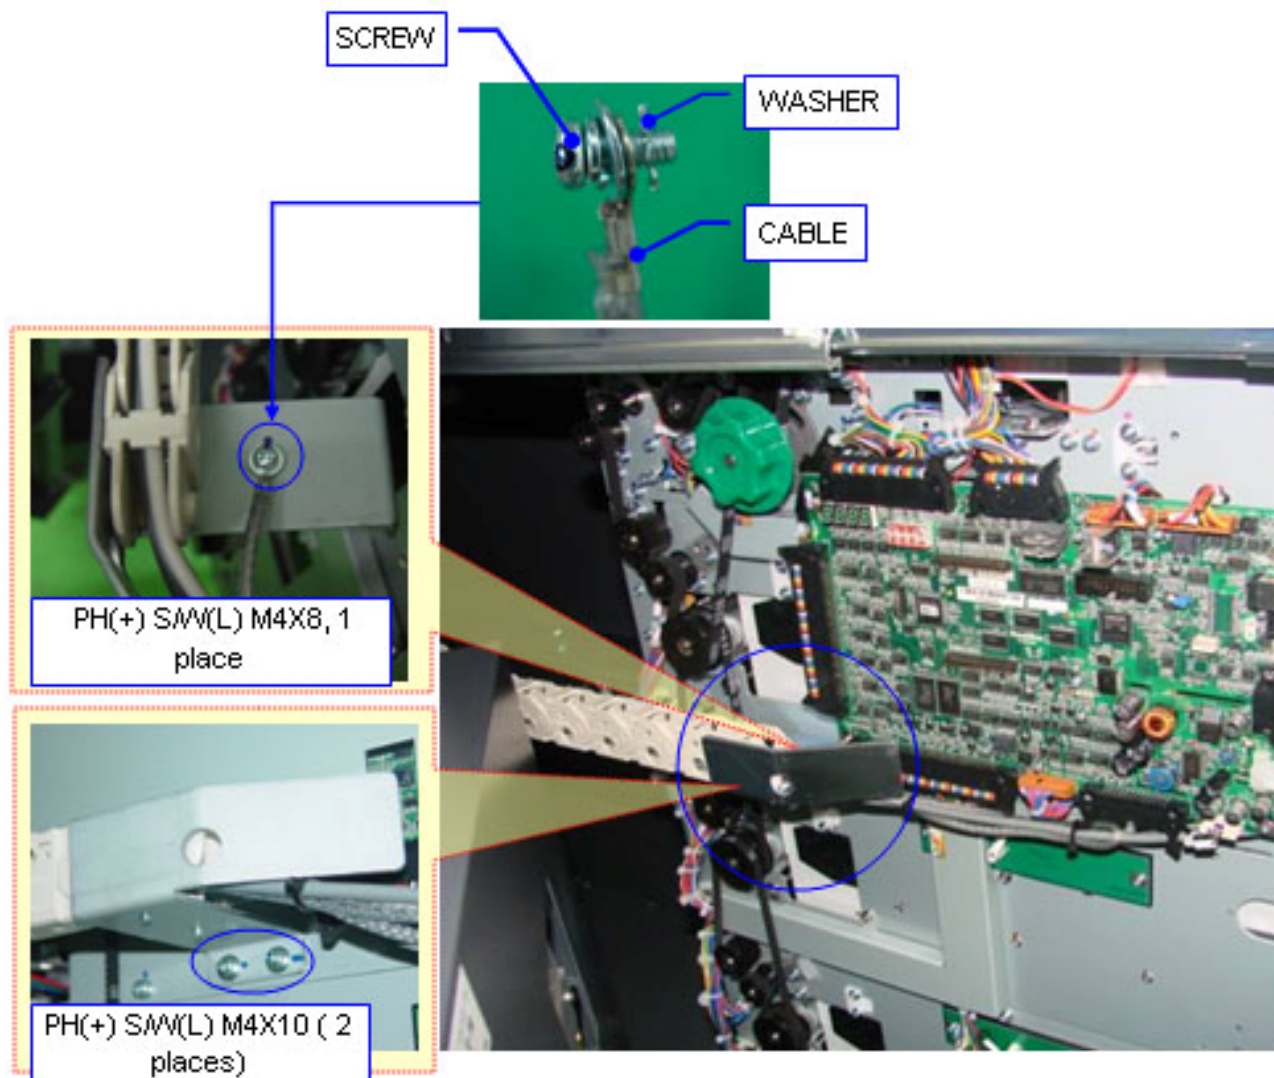 SCREW
WASHER
CABLE
PH(+) S/W(L) M4X8, 1
place
PH(+) S/W(L) M4X10 ( 2
places)